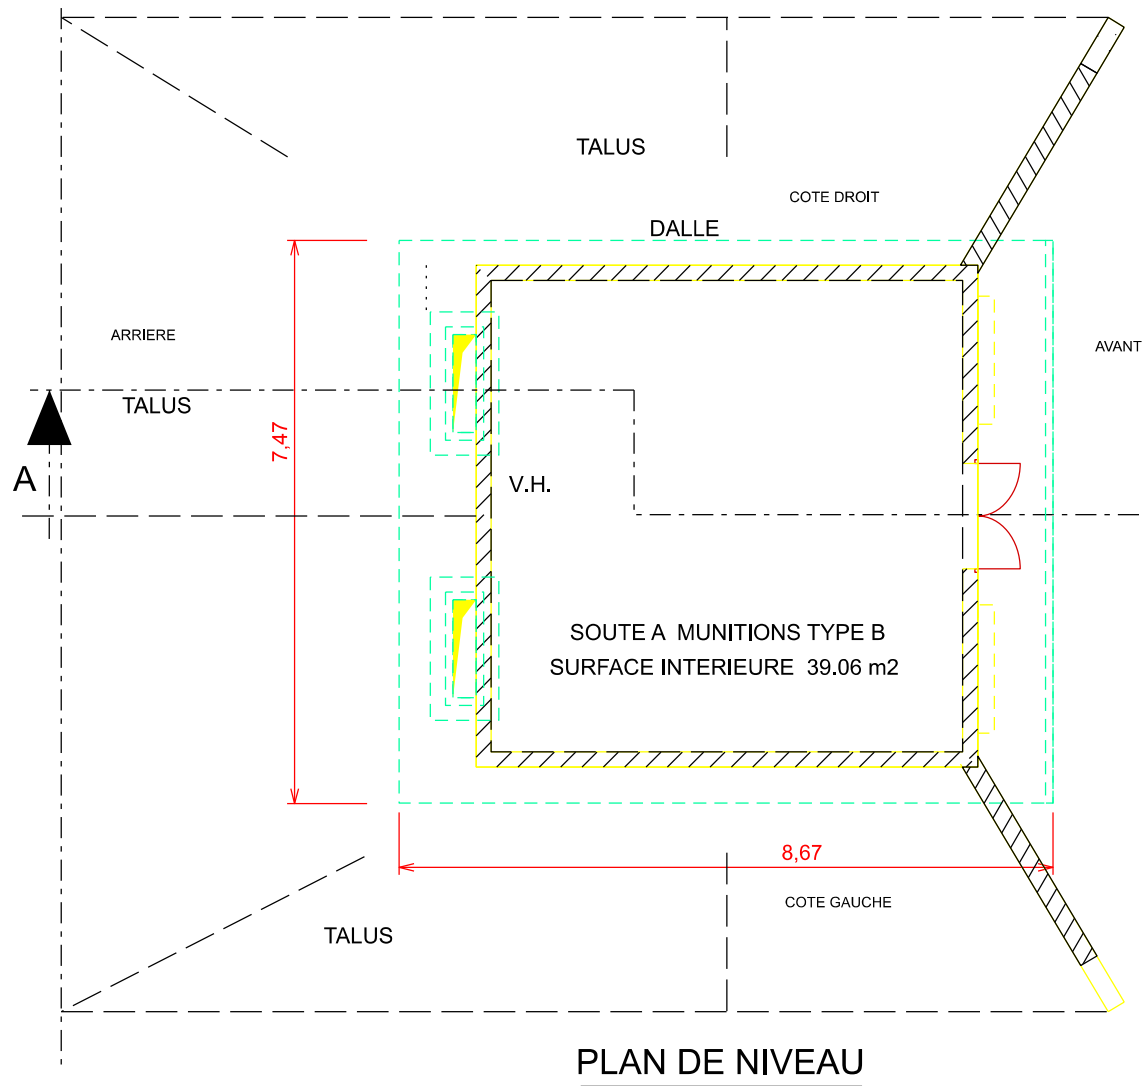 TALUS
COTE DROIT
DALLE
ARRIERE
AVANT
TALUS
7,47
A
V.H.
SOUTE A MUNITIONS TYPE B
SURFACE INTERIEURE 39.06 m2
8,67
COTE GAUCHE
TALUS
PLAN DE NIVEAU